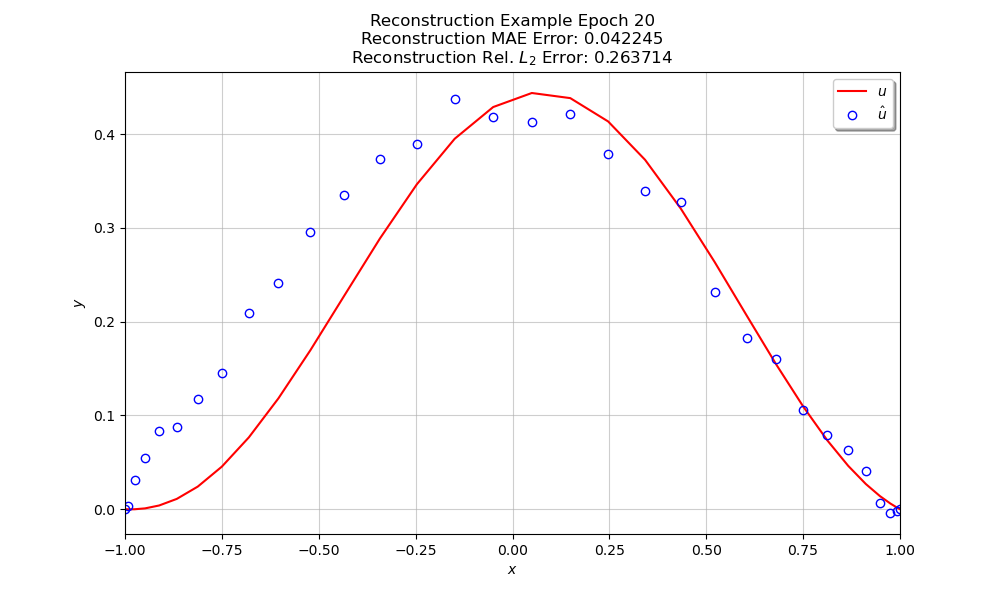 Reconstruction Example Epoch 20
Reconstruction MAE Error: 0.042245
Reconstruction Rel. $L_2$ Error: 0.263714
u
û
0.4
0.3
0.2
0.1
0.0
y
−1.00 −0.75 −0.50 −0.25 0.00 0.25 0.50 0.75 1.00
x